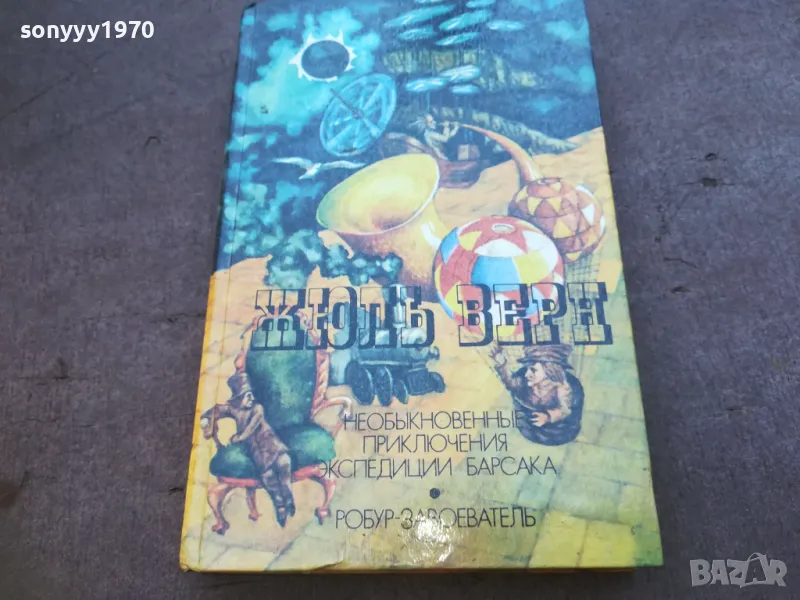 sonyyy1970
ЖЮЛЬ ВЕРН
НЕОБЫКНОВЕННЫЕ
ПРИКЛЮЧЕНИЯ
ЭКСПЕДИЦИИ БАРСАКА
•
РОБУР-ЗАВОЕВАТЕЛЬ
BAZAR